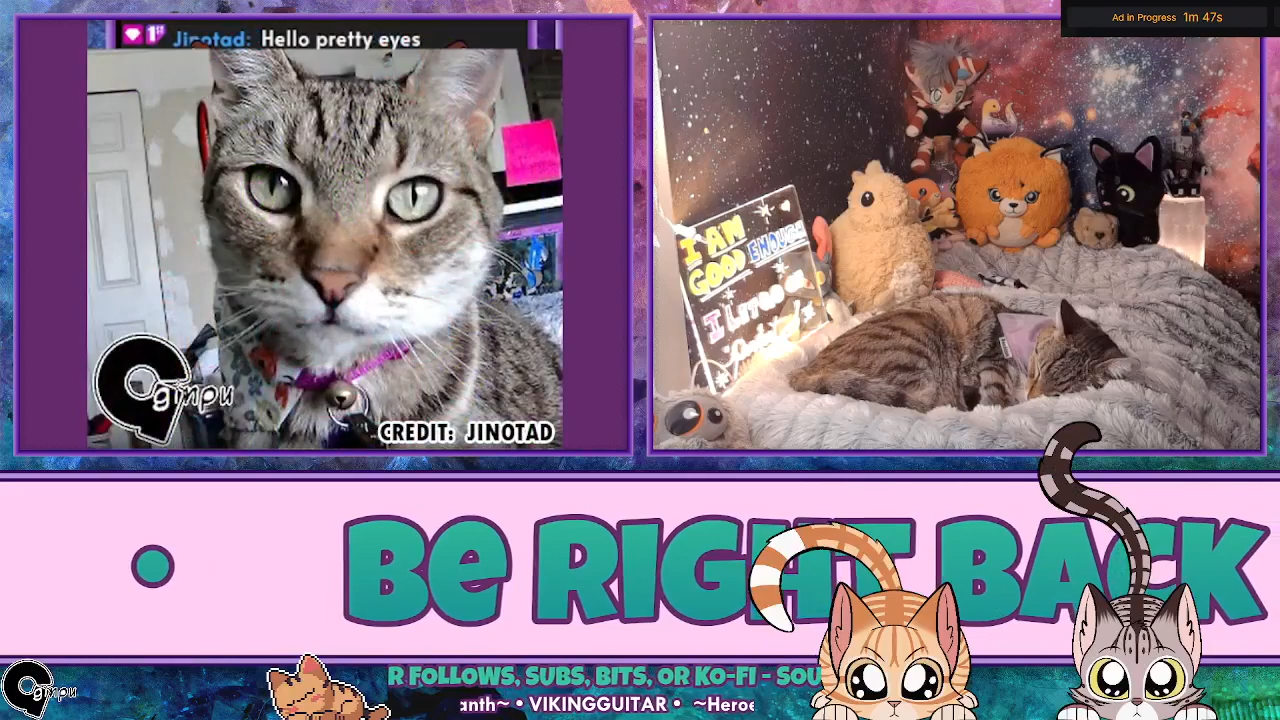 1st Jinotad: Hello pretty eyes
Ad in Progress 1m 47s
I AM
GOOD ENOUGH
ginpu
CREDIT: JINOTAD
• BE RIGHT BACK
ginpu
R FOLLOWS, SUBS, BITS, OR KO-FI - SOU
anth~ • VIKINGGUITAR • ~Heroe